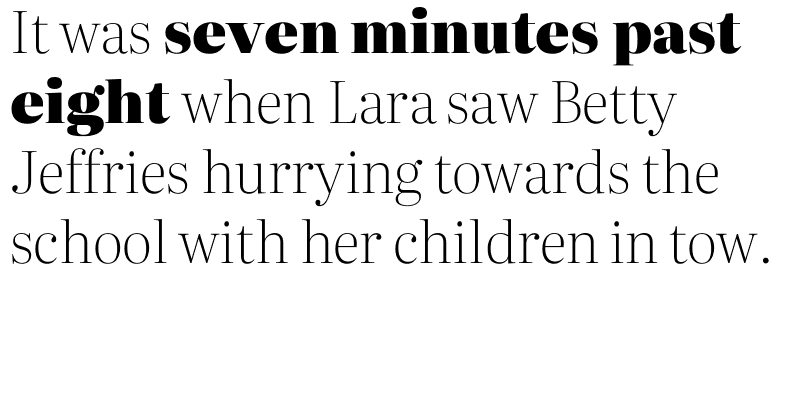 It was seven minutes past
eight when Lara saw Betty
Jeffries hurrying towards the
school with her children in tow.